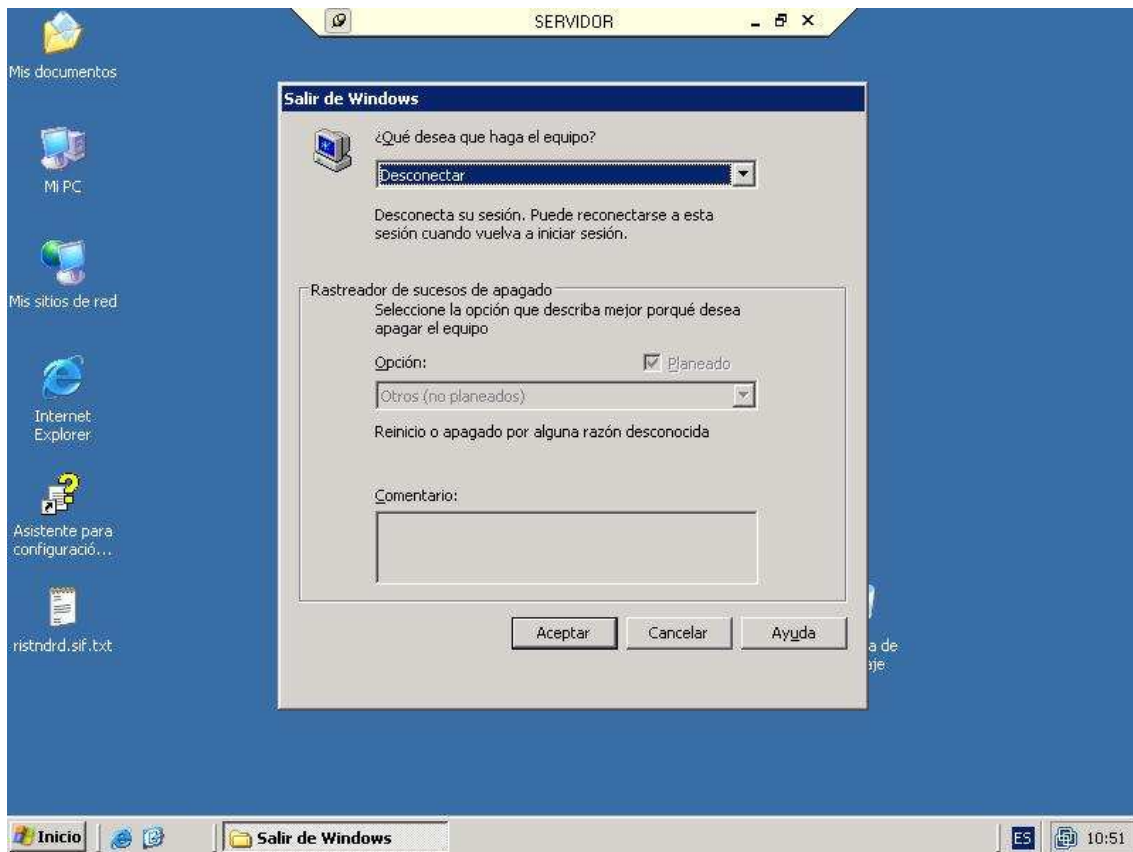 SERVIDOR
Mis documentos
Mi PC
Mis sitios de red
Internet
Explorer
Asistente para
configuració...
ristndrd.sif.txt
Salir de Windows
¿Qué desea que haga el equipo?
Desconectar
Desconecta su sesión. Puede reconectarse a esta
sesión cuando vuelva a iniciar sesión.
Rastreador de sucesos de apagado
Seleccione la opción que describa mejor porqué desea
apagar el equipo
Opción:
Planeado
Otros (no planeados)
Reinicio o apagado por alguna razón desconocida
Comentario:
Aceptar
Cancelar
Ayuda
a de
aje
Inicio
Salir de Windows
ES
10:51